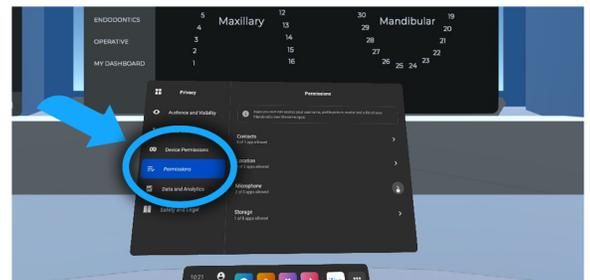 ENDODONTICS
OPERATIVE
MY DASHBOARD
5
4
3
2
1
Maxillary
12
13
14
15
16
30
29
28
27
26 25 24 23
Mandibular
19
20
21
22
Privacy
Permissions
Audience and Visibility
Device Permissions
Permissions
Data and Analytics
Safety and Legal
Contacts
Location
Microphone
Storage
10:21